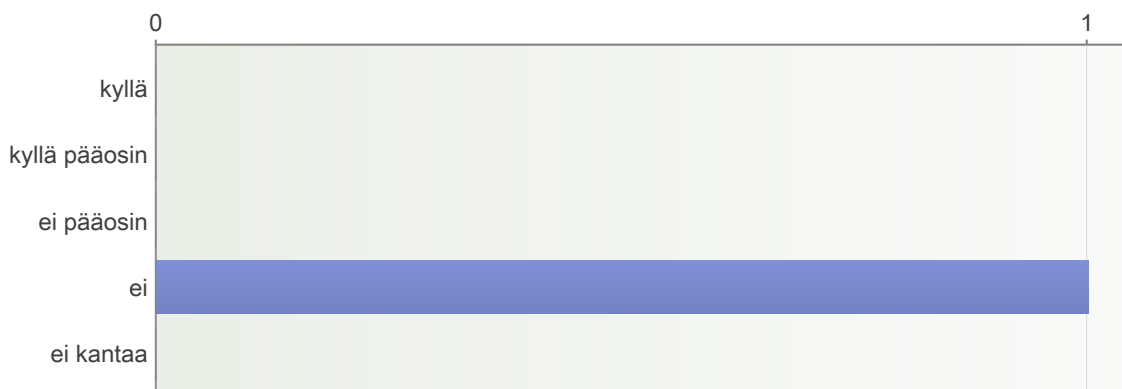 0 1
kyllä
kyllä pääosin
ei pääosin
ei
ei kantaa